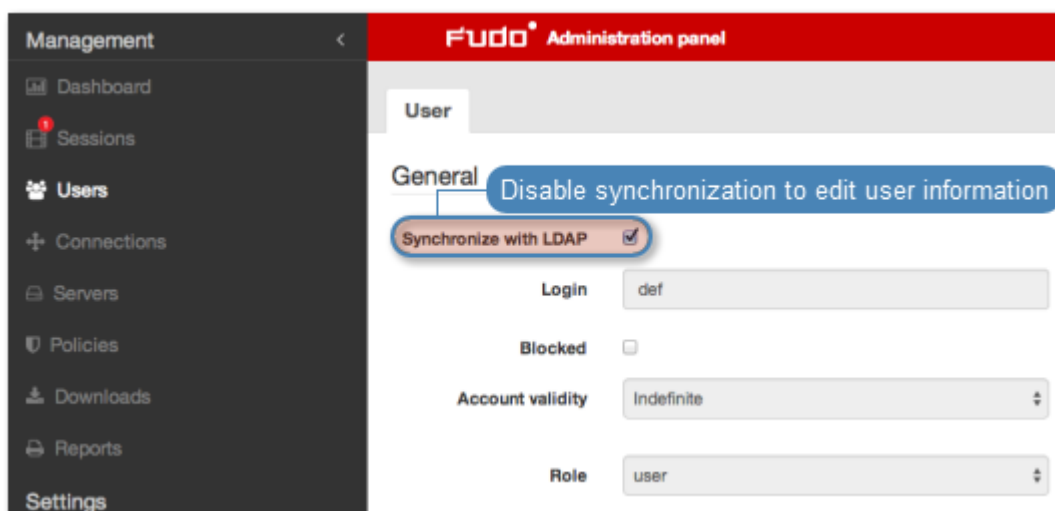 Management
Dashboard
1
Sessions
Users
Connections
Servers
Policies
Downloads
Reports
Settings
FUDO Administration panel
User
General
Disable synchronization to edit user information
Synchronize with LDAP
Login def
Blocked
Account validity Indefinite
Role user